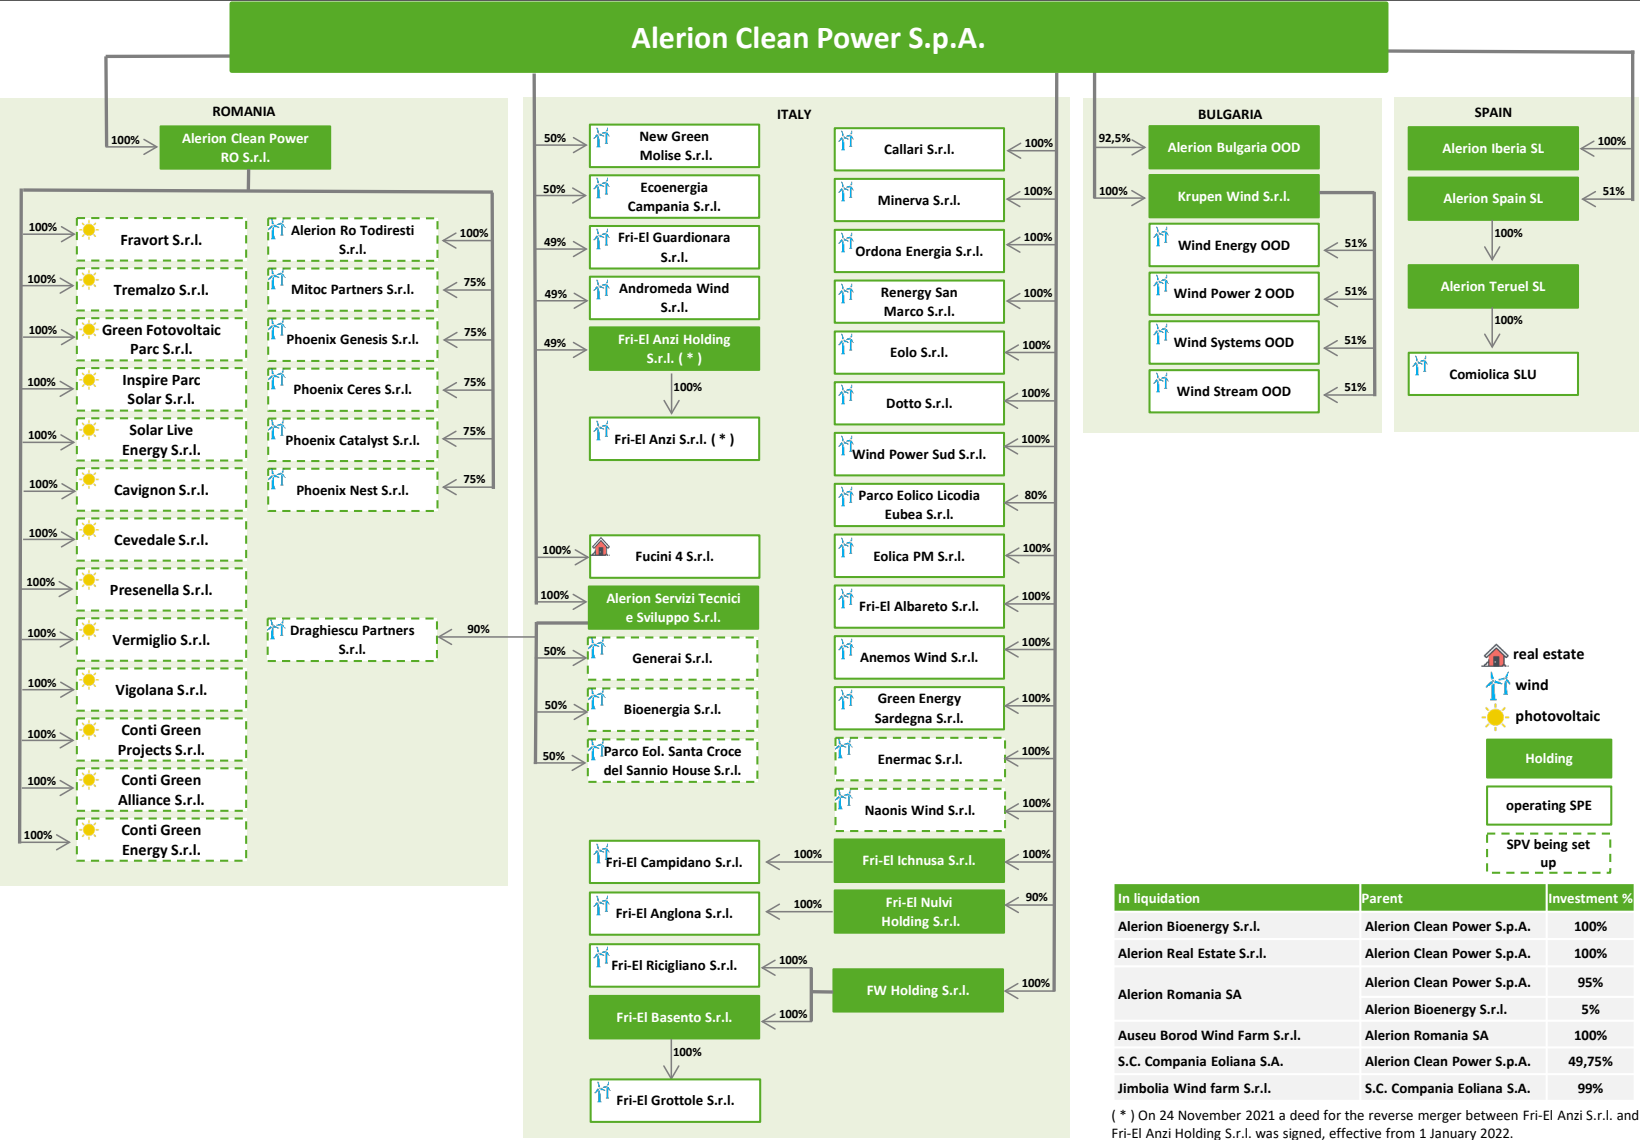 Alerion Clean Power S.p.A.
ROMANIA
100%
Alerion Clean Power
RO S.r.l.
100%
Fravort S.r.l.
100%
Tremalzo S.r.l.
100%
Green Fotovoltaic
Parc S.r.l.
100%
Inspire Parc
Solar S.r.l.
100%
Solar Live
Energy S.r.l.
100%
Cavignon S.r.l.
100%
Cevedale S.r.l.
100%
Presenella S.r.l.
100%
Vermiglio S.r.l.
100%
Vigolana S.r.l.
100%
Conti Green
Projects S.r.l.
100%
Conti Green
Alliance S.r.l.
100%
Conti Green
Energy S.r.l.
Alerion Ro Todiresti
S.r.l.
100%
Mitoc Partners S.r.l.
75%
Phoenix Genesis S.r.l.
75%
Phoenix Ceres S.r.l.
75%
Phoenix Catalyst S.r.l.
75%
Phoenix Nest S.r.l.
75%
Draghiescu Partners
S.r.l.
90%
ITALY
50%
New Green
Molise S.r.l.
50%
Ecoenergia
Campania S.r.l.
49%
Fri-El Guardionara
S.r.l.
49%
Andromeda Wind
S.r.l.
49%
Fri-El Anzi Holding
S.r.l. ( * )
100%
Fri-El Anzi S.r.l. ( * )
100%
Fucini 4 S.r.l.
100%
Alerion Servizi Tecnici
e Sviluppo S.r.l.
50%
Generai S.r.l.
50%
Bioenergia S.r.l.
50%
Parco Eol. Santa Croce
del Sannio House S.r.l.
Callari S.r.l.
100%
Minerva S.r.l.
100%
Ordona Energia S.r.l.
100%
Renergy San
Marco S.r.l.
100%
Eolo S.r.l.
100%
Dotto S.r.l.
100%
Wind Power Sud S.r.l.
100%
Parco Eolico Licodia
Eubea S.r.l.
80%
Eolica PM S.r.l.
100%
Fri-El Albareto S.r.l.
100%
Anemos Wind S.r.l.
100%
Green Energy
Sardegna S.r.l.
100%
Enermac S.r.l.
100%
Naonis Wind S.r.l.
100%
Fri-El Campidano S.r.l.
100%
Fri-El Ichnusa S.r.l.
100%
Fri-El Anglona S.r.l.
100%
Fri-El Nulvi
Holding S.r.l.
90%
Fri-El Ricigliano S.r.l.
100%
FW Holding S.r.l.
100%
Fri-El Basento S.r.l.
100%
100%
Fri-El Grottole S.r.l.
BULGARIA
92,5%
Alerion Bulgaria OOD
100%
Krupen Wind S.r.l.
Wind Energy OOD
51%
Wind Power 2 OOD
51%
Wind Systems OOD
51%
Wind Stream OOD
51%
SPAIN
Alerion Iberia SL
100%
Alerion Spain SL
51%
100%
Alerion Teruel SL
100%
Comiolica SLU
real estate
wind
photovoltaic
Holding
operating SPE
SPV being set
up
In liquidation Parent Investment %
Alerion Bioenergy S.r.l. Alerion Clean Power S.p.A. 100%
Alerion Real Estate S.r.l. Alerion Clean Power S.p.A. 100%
Alerion Romania SA Alerion Clean Power S.p.A. 95%
Alerion Bioenergy S.r.l. 5%
Auseu Borod Wind Farm S.r.l. Alerion Romania SA 100%
S.C. Compania Eoliana S.A. Alerion Clean Power S.p.A. 49,75%
Jimbolia Wind farm S.r.l. S.C. Compania Eoliana S.A. 99%
( * ) On 24 November 2021 a deed for the reverse merger between Fri-El Anzi S.r.l. and
Fri-El Anzi Holding S.r.l. was signed, effective from 1 January 2022.